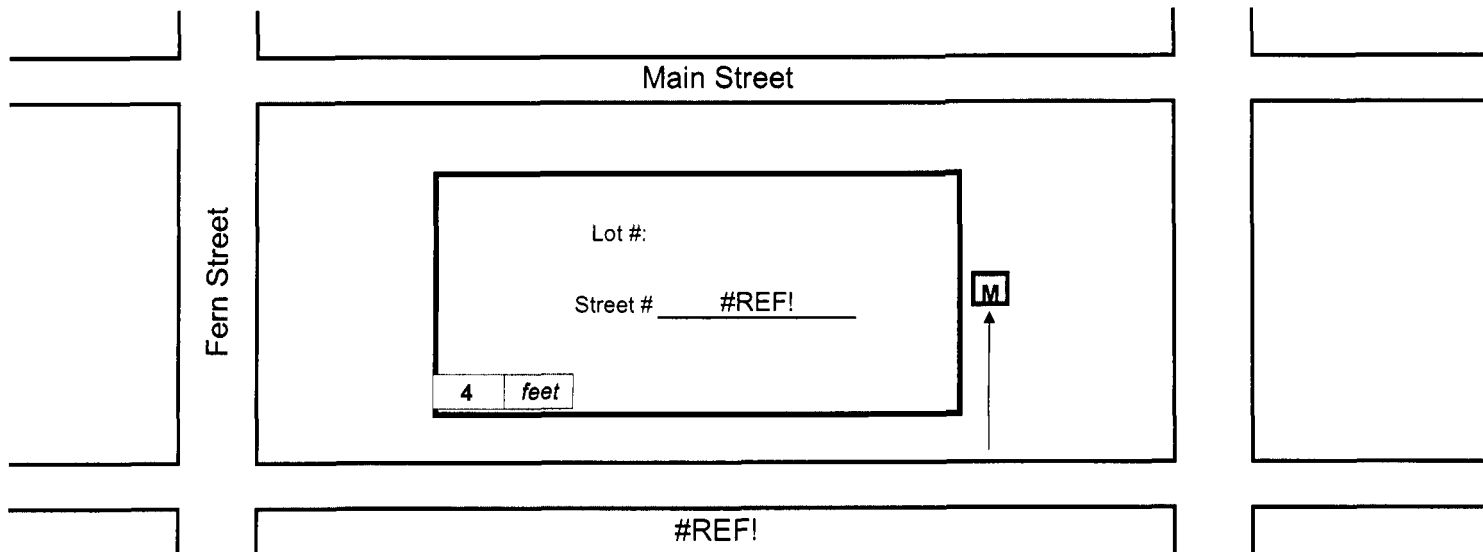 Main Street
Fern Street
Lot #:
Street # #REF!
M
4 feet
#REF!